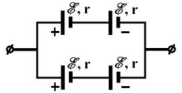 ℰ, r ℰ, r
+ −
ℰ, r ℰ, r
+ −